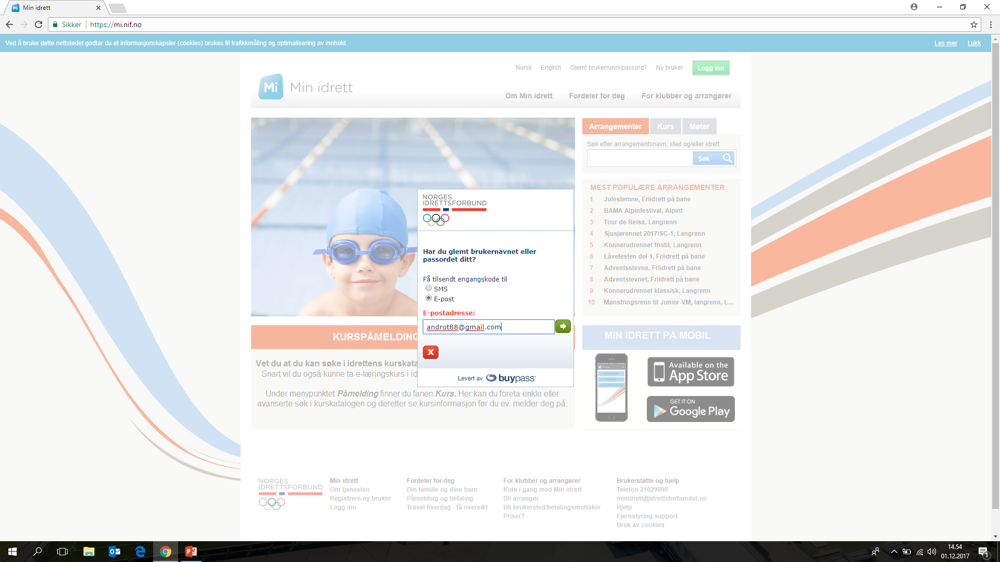 Min idrett
Sikker
https://mi.nif.no
Ved å bruke dette nettstedet godtar du at informasjonskapsler (cookies) brukes til trafikkmåling og optimalisering av innhold.
Les mer
Lukk
Norsk
English
Glemt brukernavn/passord?
Ny bruker
Logg inn
Mi
Min idrett
Om Min idrett
Fordeler for deg
For klubber og arrangører
Arrangementer
Kurs
Møter
Søk etter arrangementsnavn, sted og/eller idrett
Søk
MEST POPULÆRE ARRANGEMENTER
1 Julestemne, Friidrett på bane
2 BAMA Alpinfestival, Alpint
3 Tour de Reisa, Langrenn
4 Sjusjørennet 2017/SC-1, Langrenn
5 Konnerudrennet fristil, Langrenn
6 Låvefesten del 1, Friidrett på bane
7 Adventsstevne, Friidrett på bane
8 Adventstevnet, Friidrett på bane
9 Konnerudrennet klassisk, Langrenn
10 Mønstringsrenn til Junior-VM, langrenn, L...
NORGES
IDRETTSFORBUND
Har du glemt brukernavnet eller
passordet ditt?
Få tilsendt engangskode til
SMS
E-post
E-postadresse:
androt88@gmail.com
X
Levert av buypass
KURSPÅMELDING
Vet du at du kan søke i idrettens kurskata
Snart vil du også kunne ta e-læringskurs i id
Under menypunktet Påmelding finner du fanen Kurs. Her kan du foreta enkle eller
avanserte søk i kurskatalogen og deretter se kursinformasjon før du ev. melder deg på.
MIN IDRETT PÅ MOBIL
Available on the
App Store
GET IT ON
Google Play
NORGES
IDRETTSFORBUND
Min idrett
Om tjenesten
Registrere ny bruker
Logg inn
Fordeler for deg
Din familie og dine barn
Påmelding og betaling
Travel hverdag - få oversikt
For klubber og arrangører
Kom i gang med Min idrett
Bli arrangør
Bli brukersted/betalingsmottaker
Priser?
Brukerstøtte og hjelp
Telefon 21029090
minidrett@idrettsforbundet.no
Hjelp
Fjernstyring support
Bruk av cookies
14.54
01.12.2017
1